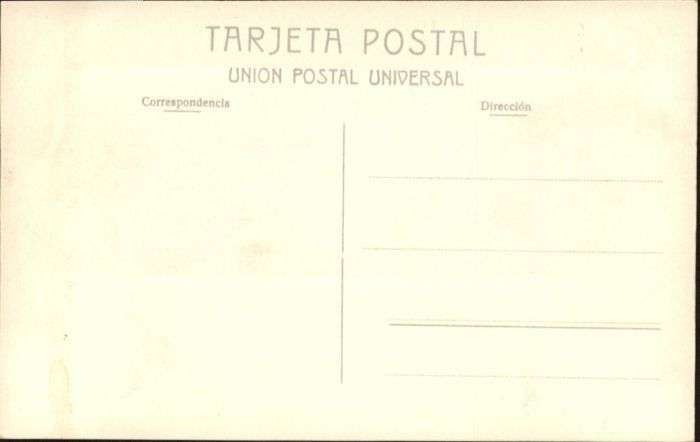 TARJETA POSTAL
UNION POSTAL UNIVERSAL
Correspondencia
Dirección